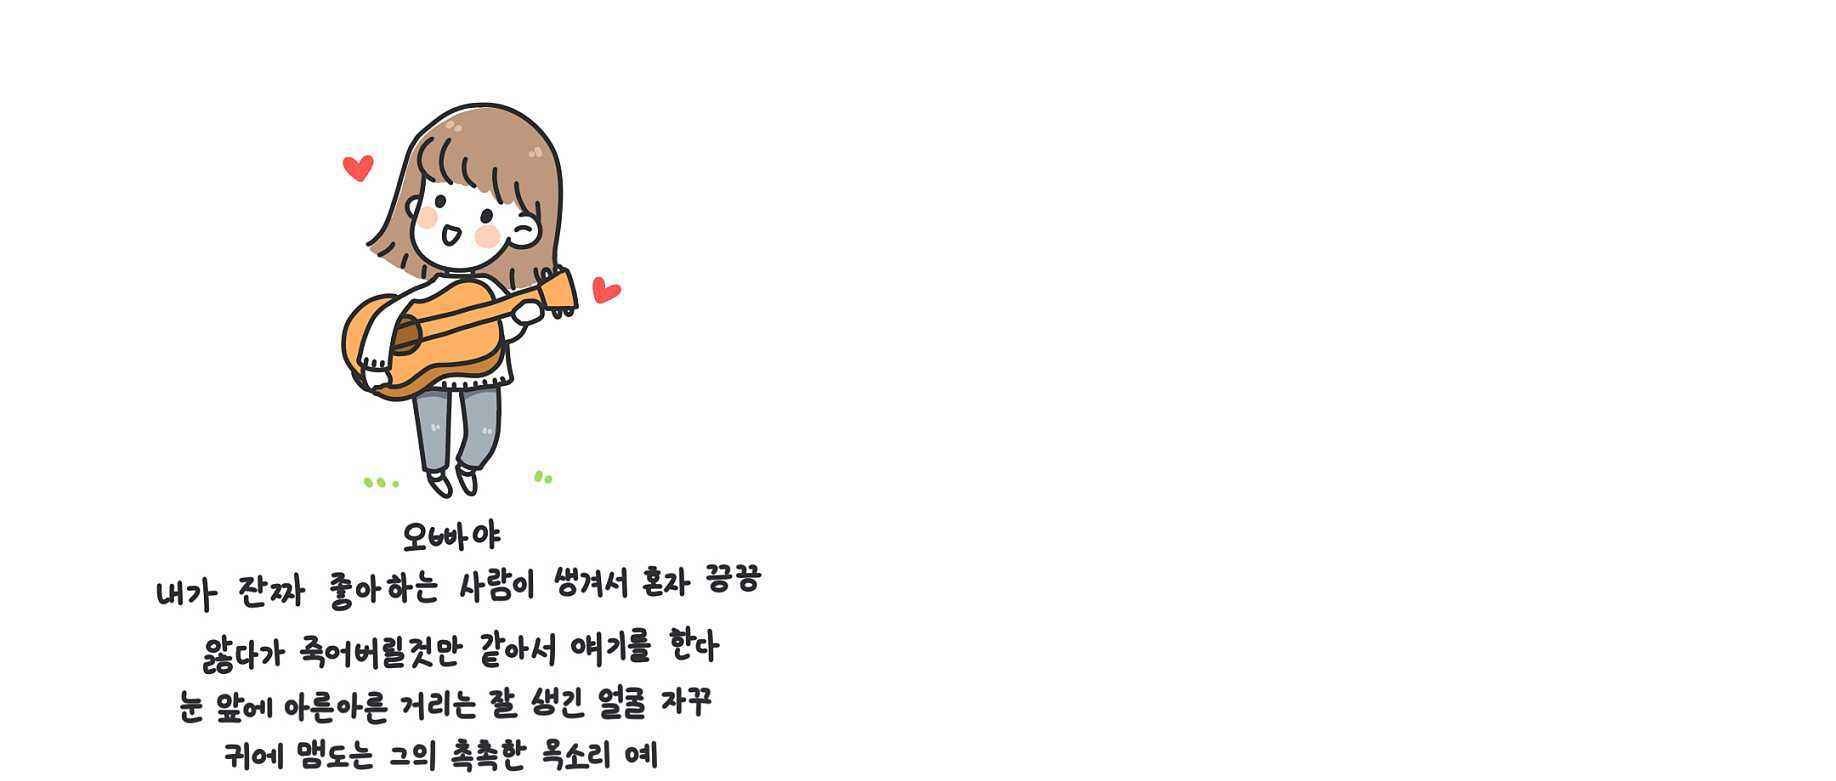 오빠야
내가 잔짜 좋아하는 사람이 생겨서 혼자 끙끙
앓다가 죽어버릴것만 같아서 얘기를 한다
눈 앞에 아른아른 거리는 잘 생긴 얼굴 자꾸
귀에 맴도는 그의 촉촉한 목소리 예